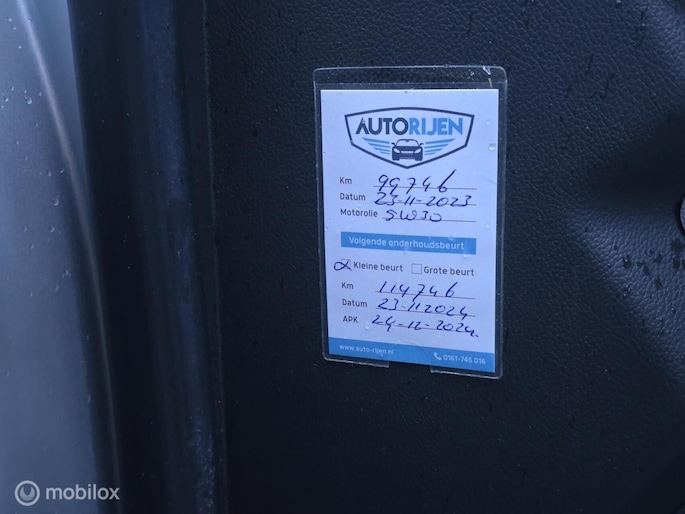 AUTORIJEN
Km 99746
Datum 23-11-2023
Motorolie 5W30
Volgende onderhoudsbeurt
Kleine beurt Grote beurt
Km 114746
Datum 23-11-2024
APK 24-12-2024.
www.auto-rijen.nl 0161-745 016
mobilox